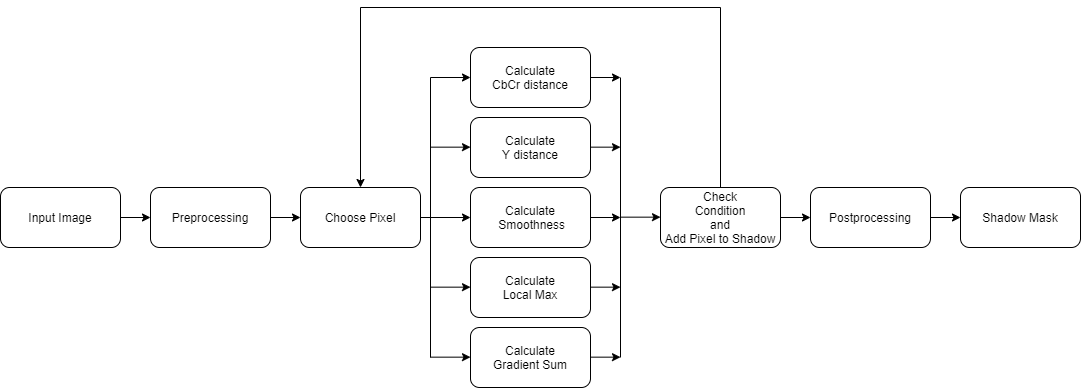 Input Image
Preprocessing
Choose Pixel
Calculate
CbCr distance
Calculate
Y distance
Calculate
Smoothness
Calculate
Local Max
Calculate
Gradient Sum
Check
Condition
and
Add Pixel to Shadow
Postprocessing
Shadow Mask